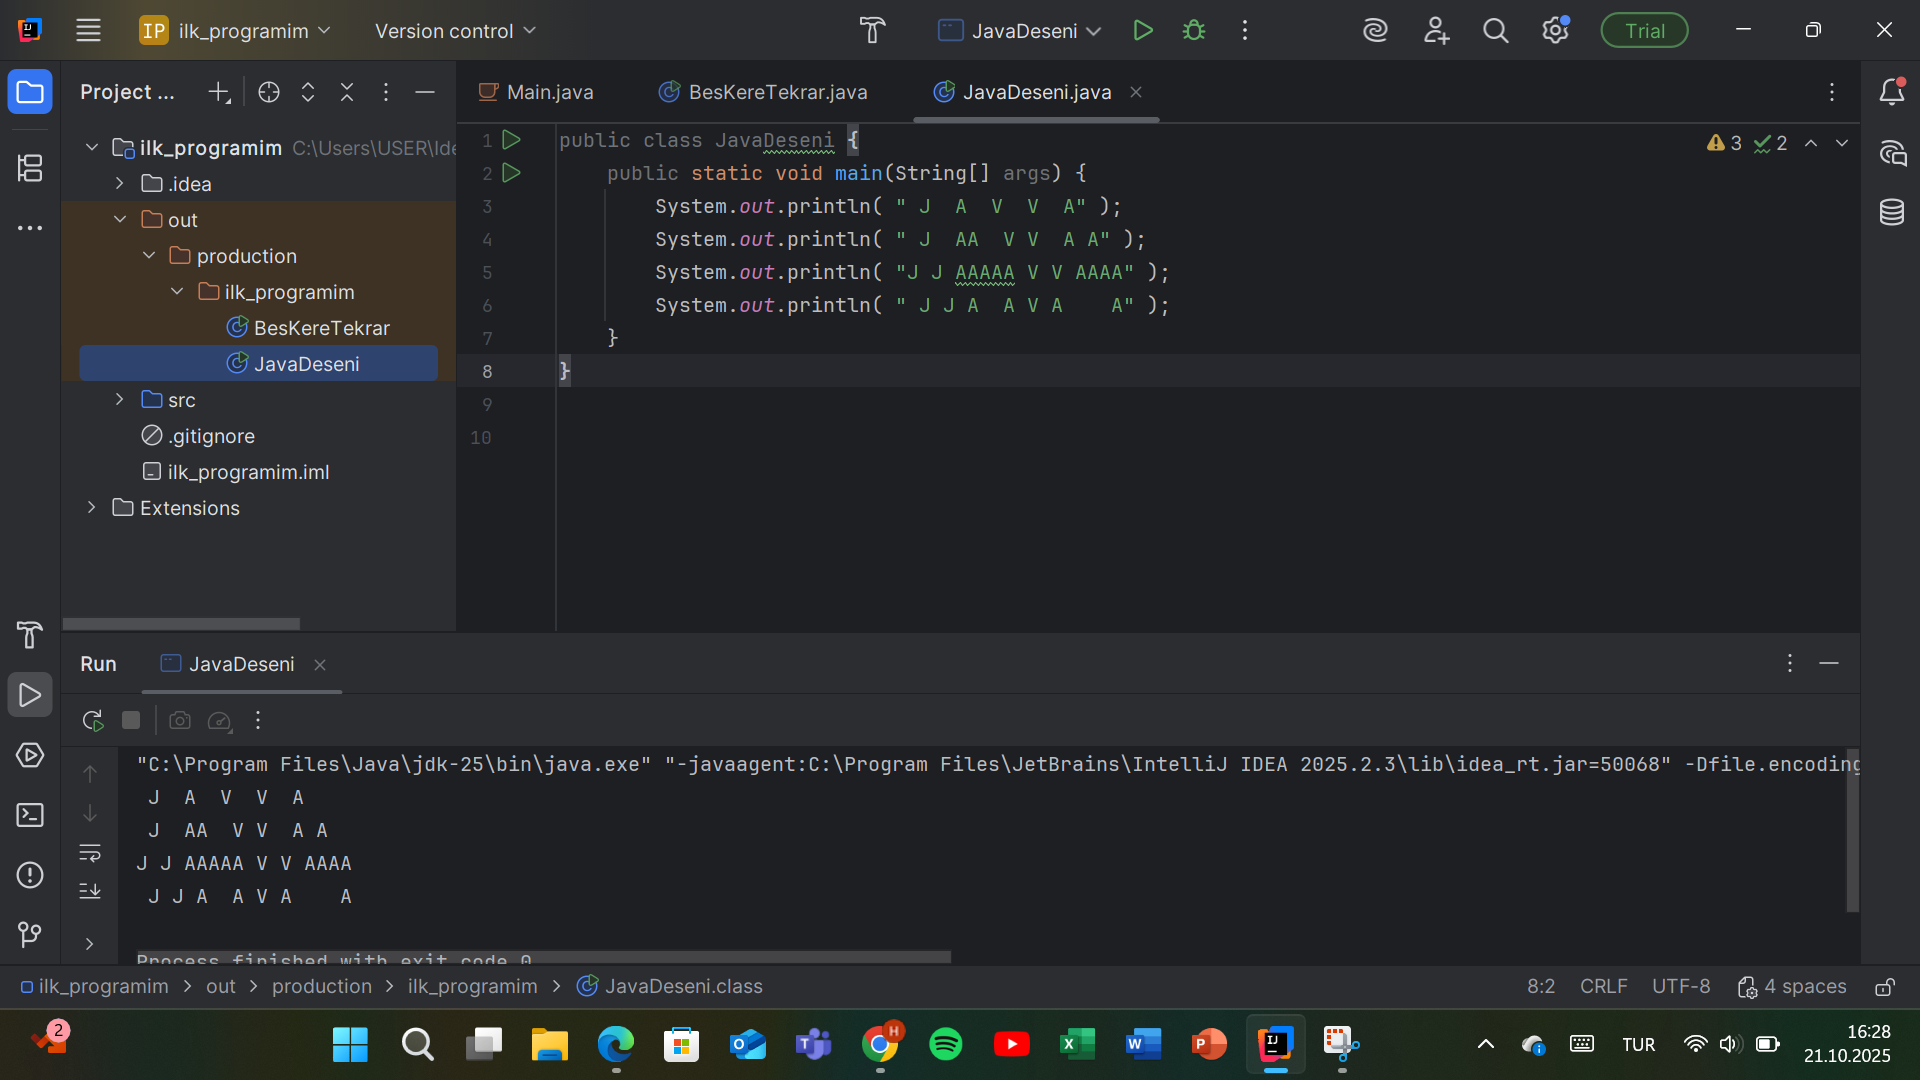 IP ilk_programim Version control JavaDeseni Trial
Project ... Main.java BesKereTekrar.java JavaDeseni.java
ilk_programim C:\Users\USER\Ide
.idea
out
production
ilk_programim
BesKereTekrar
JavaDeseni
src
.gitignore
ilk_programim.iml
Extensions
1 public class JavaDeseni {
2     public static void main(String[] args) {
3         System.out.println( " J  A  V  V  A" );
4         System.out.println( " J  AA  V V  A A" );
5         System.out.println( "J J AAAAA V V AAAA" );
6         System.out.println( " J J A  A V A    A" );
7     }
8 }
9
10
3 2
Run JavaDeseni
"C:\Program Files\Java\jdk-25\bin\java.exe" "-javaagent:C:\Program Files\JetBrains\IntelliJ IDEA 2025.2.3\lib\idea_rt.jar=50068" -Dfile.encoding
 J  A  V  V  A
 J  AA  V V  A A
J J AAAAA V V AAAA
 J J A  A V A    A
Process finished with exit code 0
ilk_programim > out > production > ilk_programim > JavaDeseni.class 8:2 CRLF UTF-8 4 spaces
2 H TUR 16:28
21.10.2025